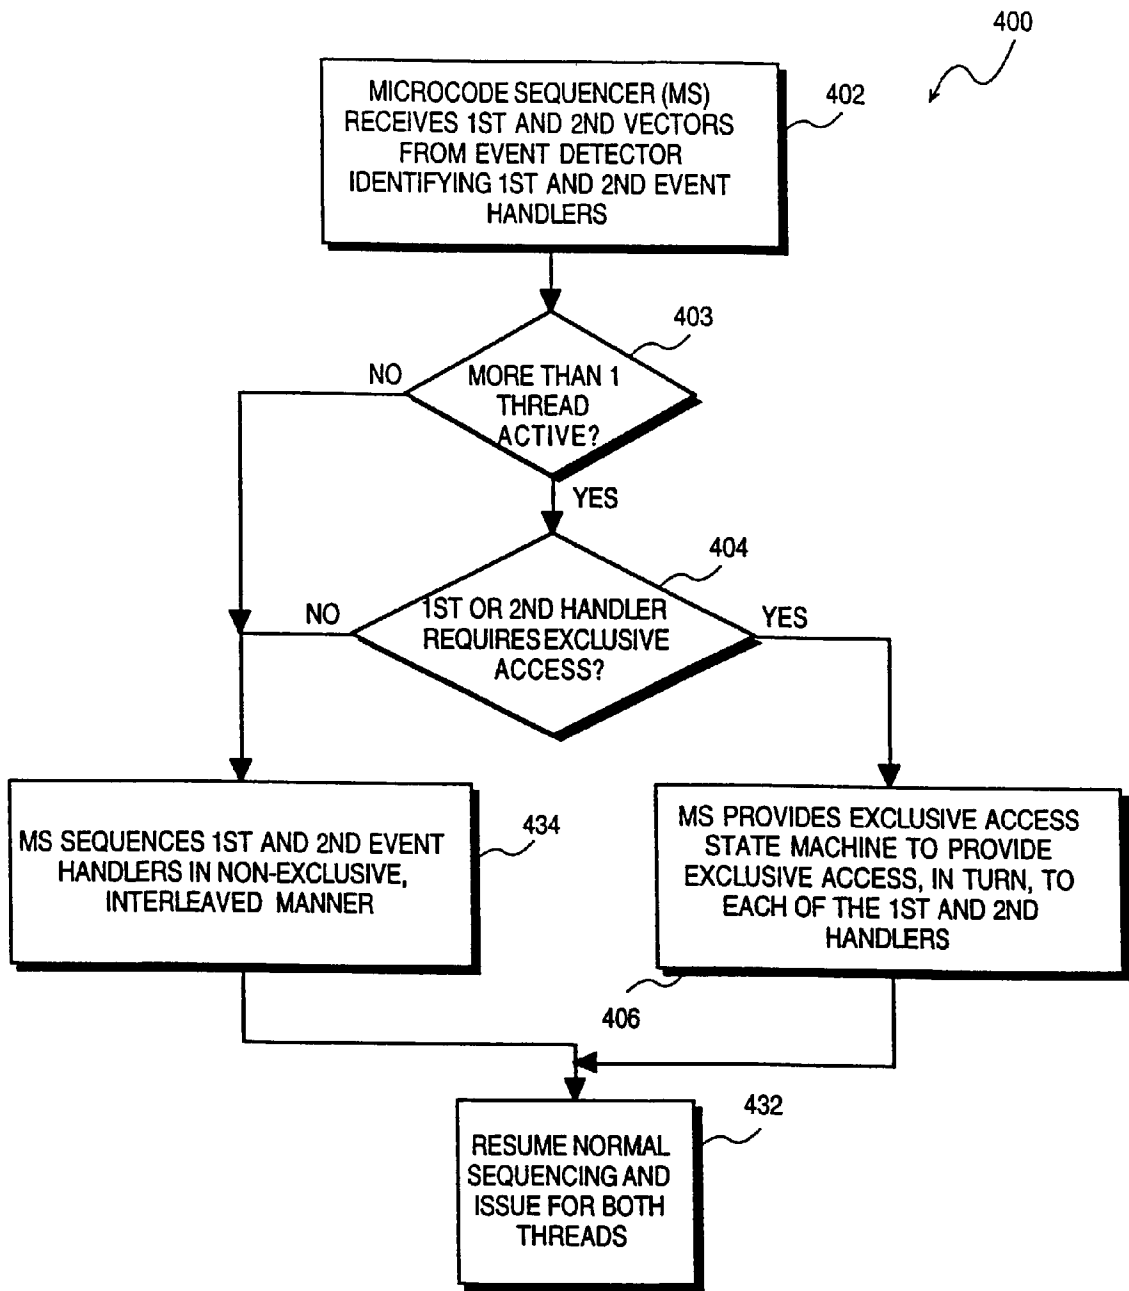 400
MICROCODE SEQUENCER (MS)
RECEIVES 1ST AND 2ND VECTORS
FROM EVENT DETECTOR
IDENTIFYING 1ST AND 2ND EVENT
HANDLERS
402
403
NO
MORE THAN 1
THREAD
ACTIVE?
YES
404
NO
1ST OR 2ND HANDLER
REQUIRES EXCLUSIVE
ACCESS?
YES
MS SEQUENCES 1ST AND 2ND EVENT
HANDLERS IN NON-EXCLUSIVE,
INTERLEAVED MANNER
434
MS PROVIDES EXCLUSIVE ACCESS
STATE MACHINE TO PROVIDE
EXCLUSIVE ACCESS, IN TURN, TO
EACH OF THE 1ST AND 2ND
HANDLERS
406
432
RESUME NORMAL
SEQUENCING AND
ISSUE FOR BOTH
THREADS